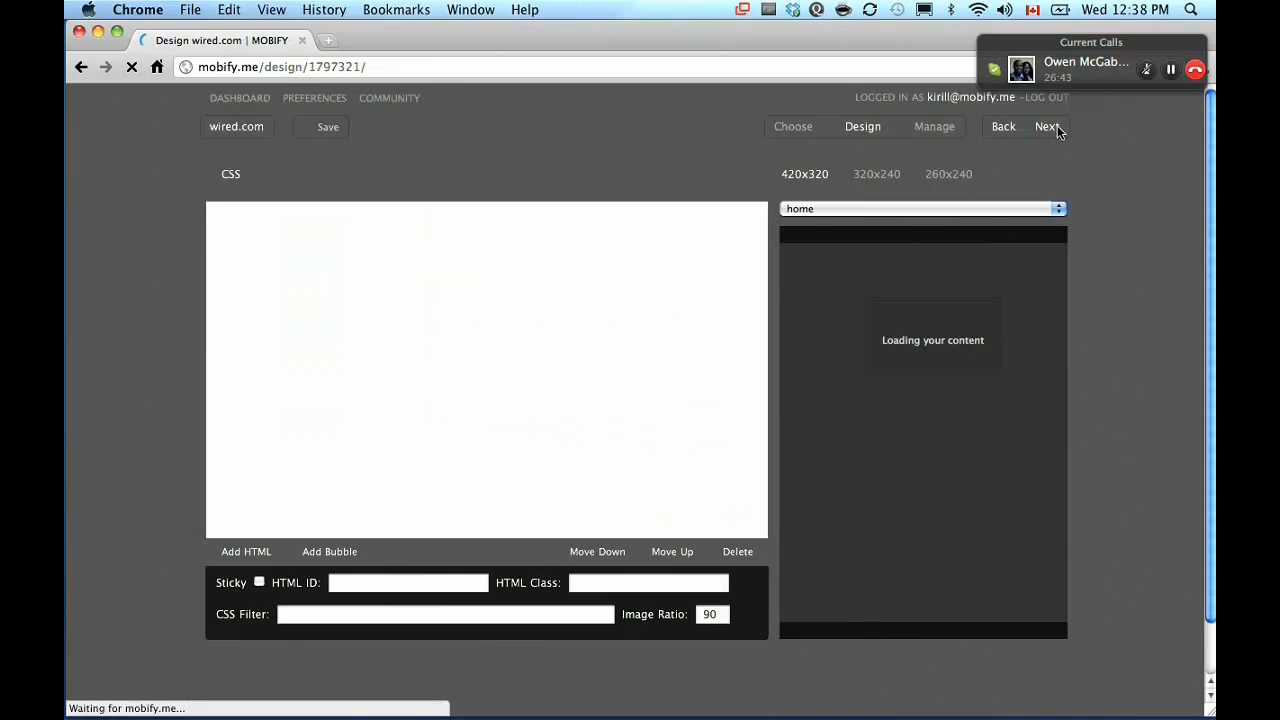 Chrome File Edit View History Bookmarks Window Help Wed 12:38 PM
Design wired.com | MOBIFY
Current Calls
Owen McGab...
26:43
mobify.me/design/1797321/
DASHBOARD PREFERENCES COMMUNITY LOGGED IN AS kirill@mobify.me –LOG OUT
wired.com Save Choose Design Manage Back Next
CSS 420x320 320x240 260x240
home
Loading your content
Add HTML Add Bubble Move Down Move Up Delete
Sticky HTML ID: HTML Class:
CSS Filter: Image Ratio: 90
Waiting for mobify.me...